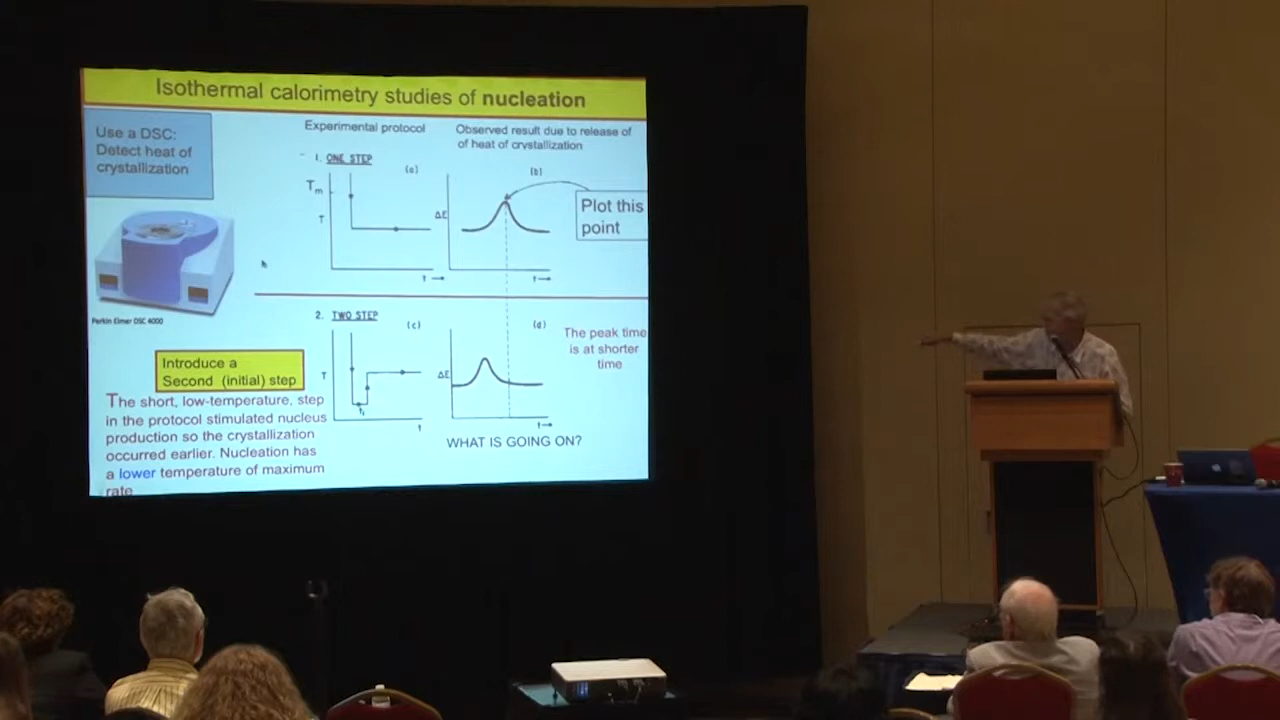 Isothermal calorimetry studies of nucleation
Use a DSC:
Detect heat of
crystallization
Experimental protocol
Observed result due to release of
of heat of crystallization
1. ONE STEP
(a)
(b)
Tm
T
ΔE
Plot this
point
t
t
Perkin Elmer DSC 4000
2. TWO STEP
(c)
(d)
The peak time
is at shorter
time
Introduce a
Second (initial) step
T
ΔE
t1
t
t
The short, low-temperature, step
in the protocol stimulated nucleus
production so the crystallization
occurred earlier. Nucleation has
a lower temperature of maximum
rate
WHAT IS GOING ON?